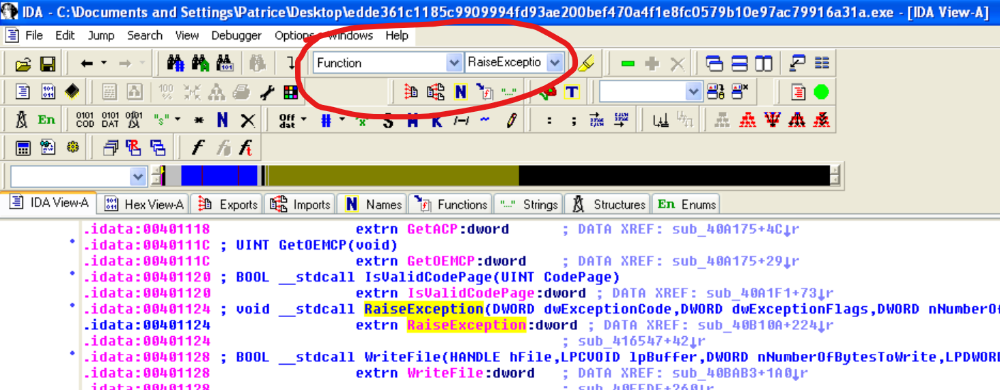 IDA - C:\Documents and Settings\Patrice\Desktop\edde361c1185c9909994fd93ae200bef470a4f1e8fc0579b10e97ac79916a31a.exe - [IDA View-A]
File Edit Jump Search View Debugger Options Windows Help
Function RaiseExceptio
100 % N "..." T
En 0101 COD 0101 DAT "s" * N X Off dat # 'x' S M K ~ : ;
f f
IDA View-A Hex View-A Exports Imports N Names Functions "..." Strings Structures En Enums
.idata:00401118 extrn GetACP:dword ; DATA XREF: sub_40A175+4C↓r
.idata:0040111C ; UINT GetOEMCP(void)
.idata:0040111C extrn GetOEMCP:dword ; DATA XREF: sub_40A175+29↓r
.idata:00401120 ; BOOL __stdcall IsValidCodePage(UINT CodePage)
.idata:00401120 extrn IsValidCodePage:dword ; DATA XREF: sub_40A1F1+73↓r
.idata:00401124 ; void __stdcall RaiseException(DWORD dwExceptionCode,DWORD dwExceptionFlags,DWORD nNumberOf
.idata:00401124 extrn RaiseException:dword ; DATA XREF: sub_40B10A+224↓r
.idata:00401124 ; sub_416547+42↓r
.idata:00401128 ; BOOL __stdcall WriteFile(HANDLE hFile,LPCVOID lpBuffer,DWORD nNumberOfBytesToWrite,LPDWORD
.idata:00401128 extrn WriteFile:dword ; DATA XREF: sub_40BAB3+1A0↓r
.idata:00401128